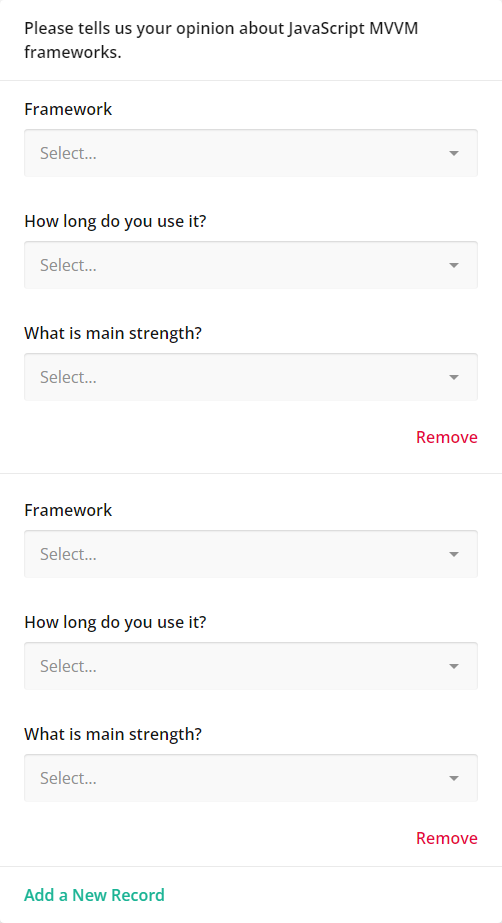 Please tells us your opinion about JavaScript MVVM
frameworks.
Framework
Select...
How long do you use it?
Select...
What is main strength?
Select...
Remove
Framework
Select...
How long do you use it?
Select...
What is main strength?
Select...
Remove
Add a New Record